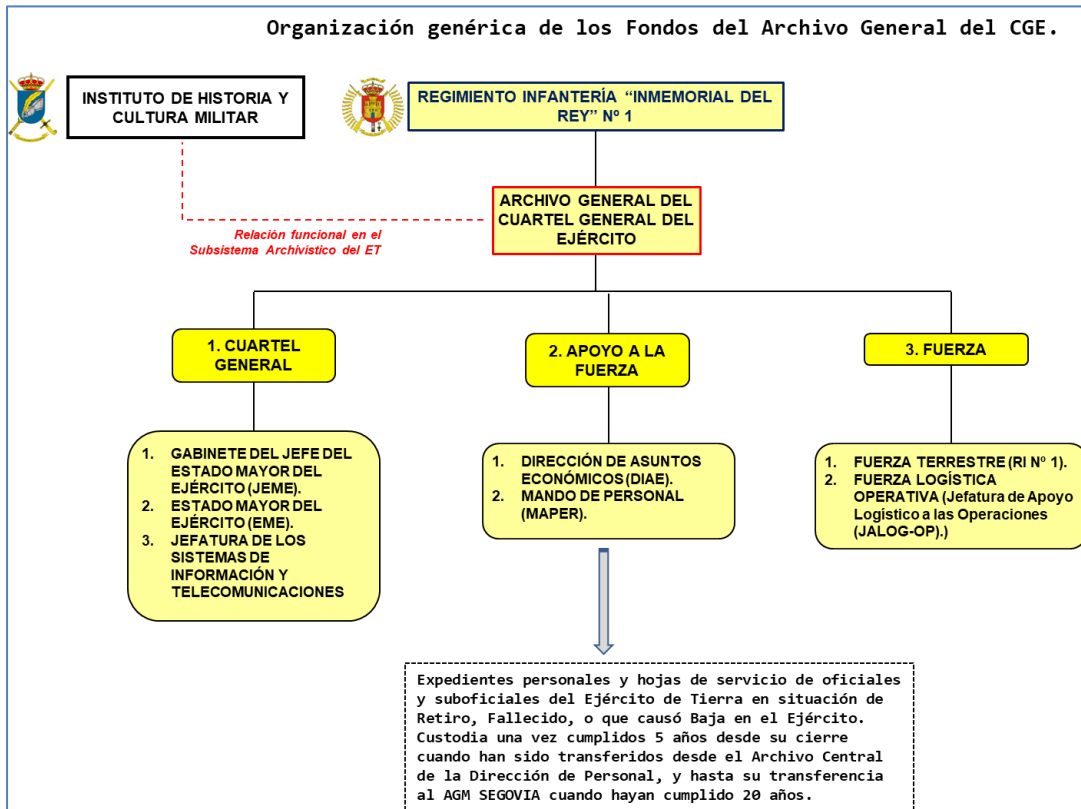 Organización genérica de los Fondos del Archivo General del CGE.
INSTITUTO DE HISTORIA Y
CULTURA MILITAR
REGIMIENTO INFANTERÍA “INMEMORIAL DEL
REY” Nº 1
ARCHIVO GENERAL DEL
CUARTEL GENERAL DEL
EJÉRCITO
Relación funcional en el
Subsistema Archivístico del ET
1. CUARTEL
GENERAL
2. APOYO A LA
FUERZA
3. FUERZA
1. GABINETE DEL JEFE DEL
ESTADO MAYOR DEL
EJÉRCITO (JEME).
2. ESTADO MAYOR DEL
EJÉRCITO (EME).
3. JEFATURA DE LOS
SISTEMAS DE
INFORMACIÓN Y
TELECOMUNICACIONES
1. DIRECCIÓN DE ASUNTOS
ECONÓMICOS (DIAE).
2. MANDO DE PERSONAL
(MAPER).
1. FUERZA TERRESTRE (RI Nº 1).
2. FUERZA LOGÍSTICA
OPERATIVA (Jefatura de Apoyo
Logístico a las Operaciones
(JALOG-OP).)
Expedientes personales y hojas de servicio de oficiales
y suboficiales del Ejército de Tierra en situación de
Retiro, Fallecido, o que causó Baja en el Ejército.
Custodia una vez cumplidos 5 años desde su cierre
cuando han sido transferidos desde el Archivo Central
de la Dirección de Personal, y hasta su transferencia
al AGM SEGOVIA cuando hayan cumplido 20 años.